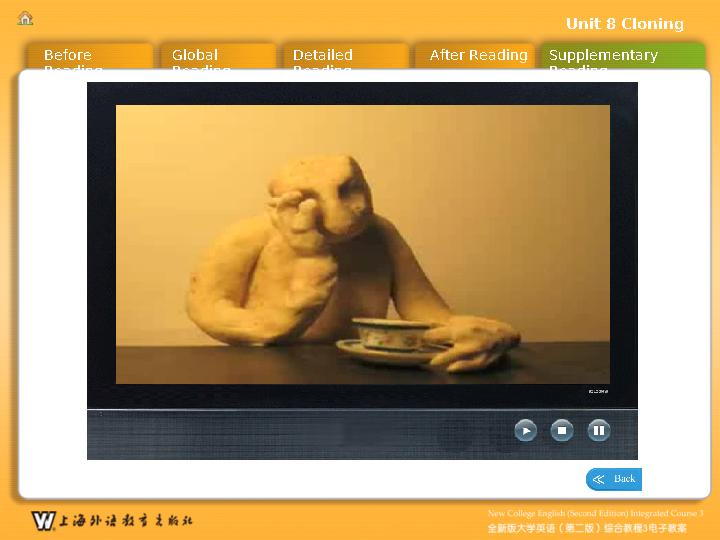 Unit 8 Cloning
Before
Reading
Global
Reading
Detailed
Reading
After Reading
Supplementary
Reading
Back
上海外语教育出版社
New College English (Second Edition) Integrated Course 3
全新版大学英语（第二版）综合教程3电子教案